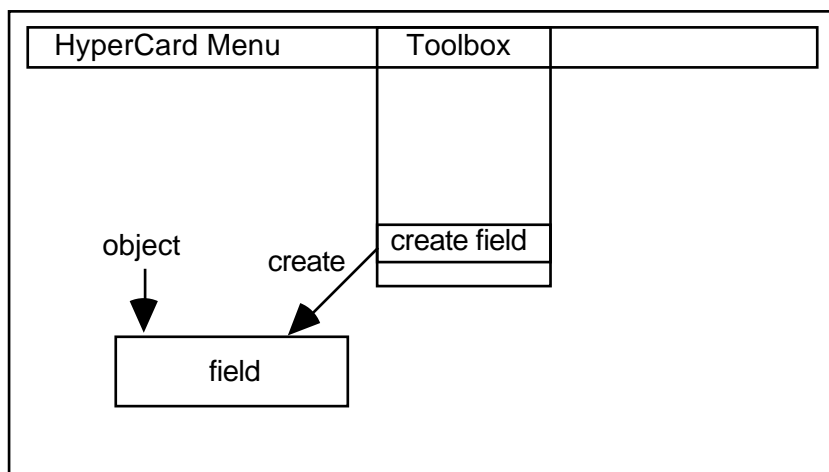 HyperCard Menu
Toolbox
create field
object
create
field